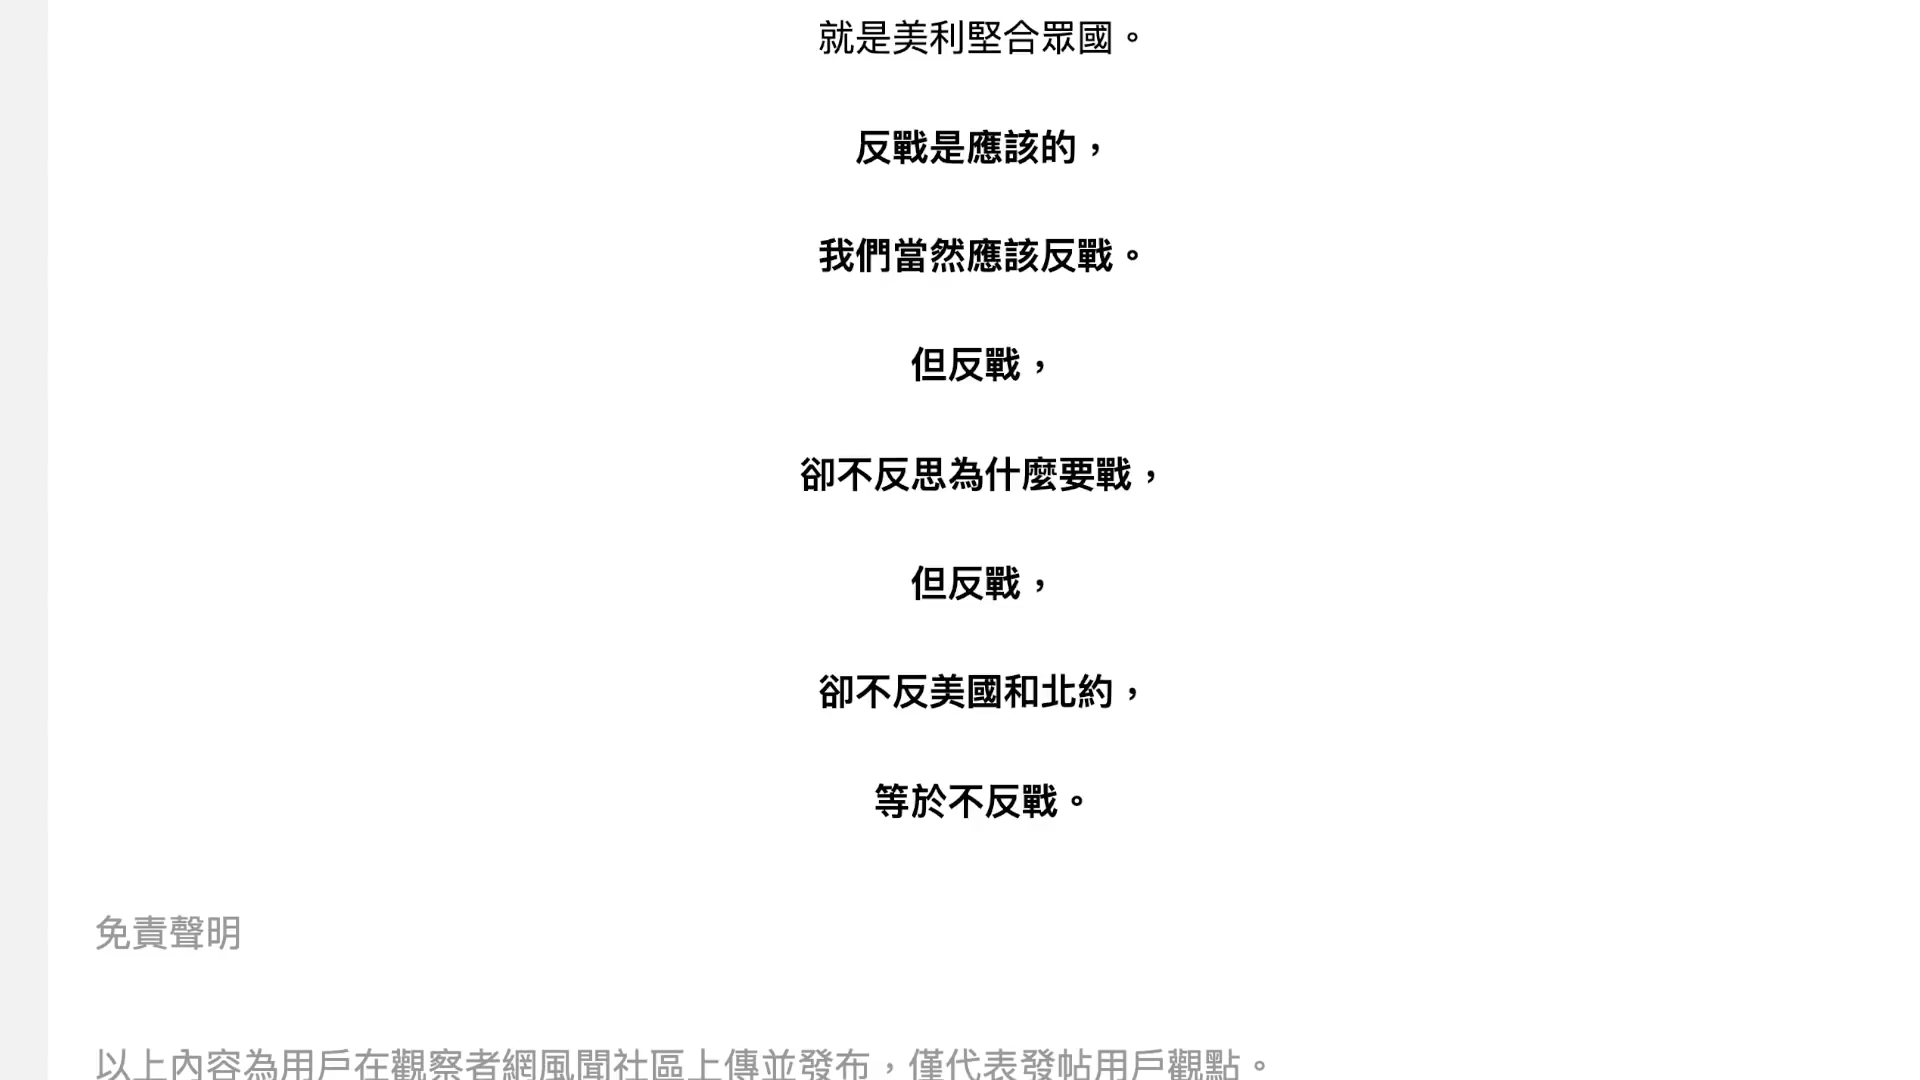 就是美利堅合眾國。
反戰是應該的，
我們當然應該反戰。
但反戰，
卻不反思為什麼要戰，
但反戰，
卻不反美國和北約，
等於不反戰。
免責聲明
以上內容為用戶在觀察者網風聞社區上傳並發布，僅代表發帖用戶觀點。